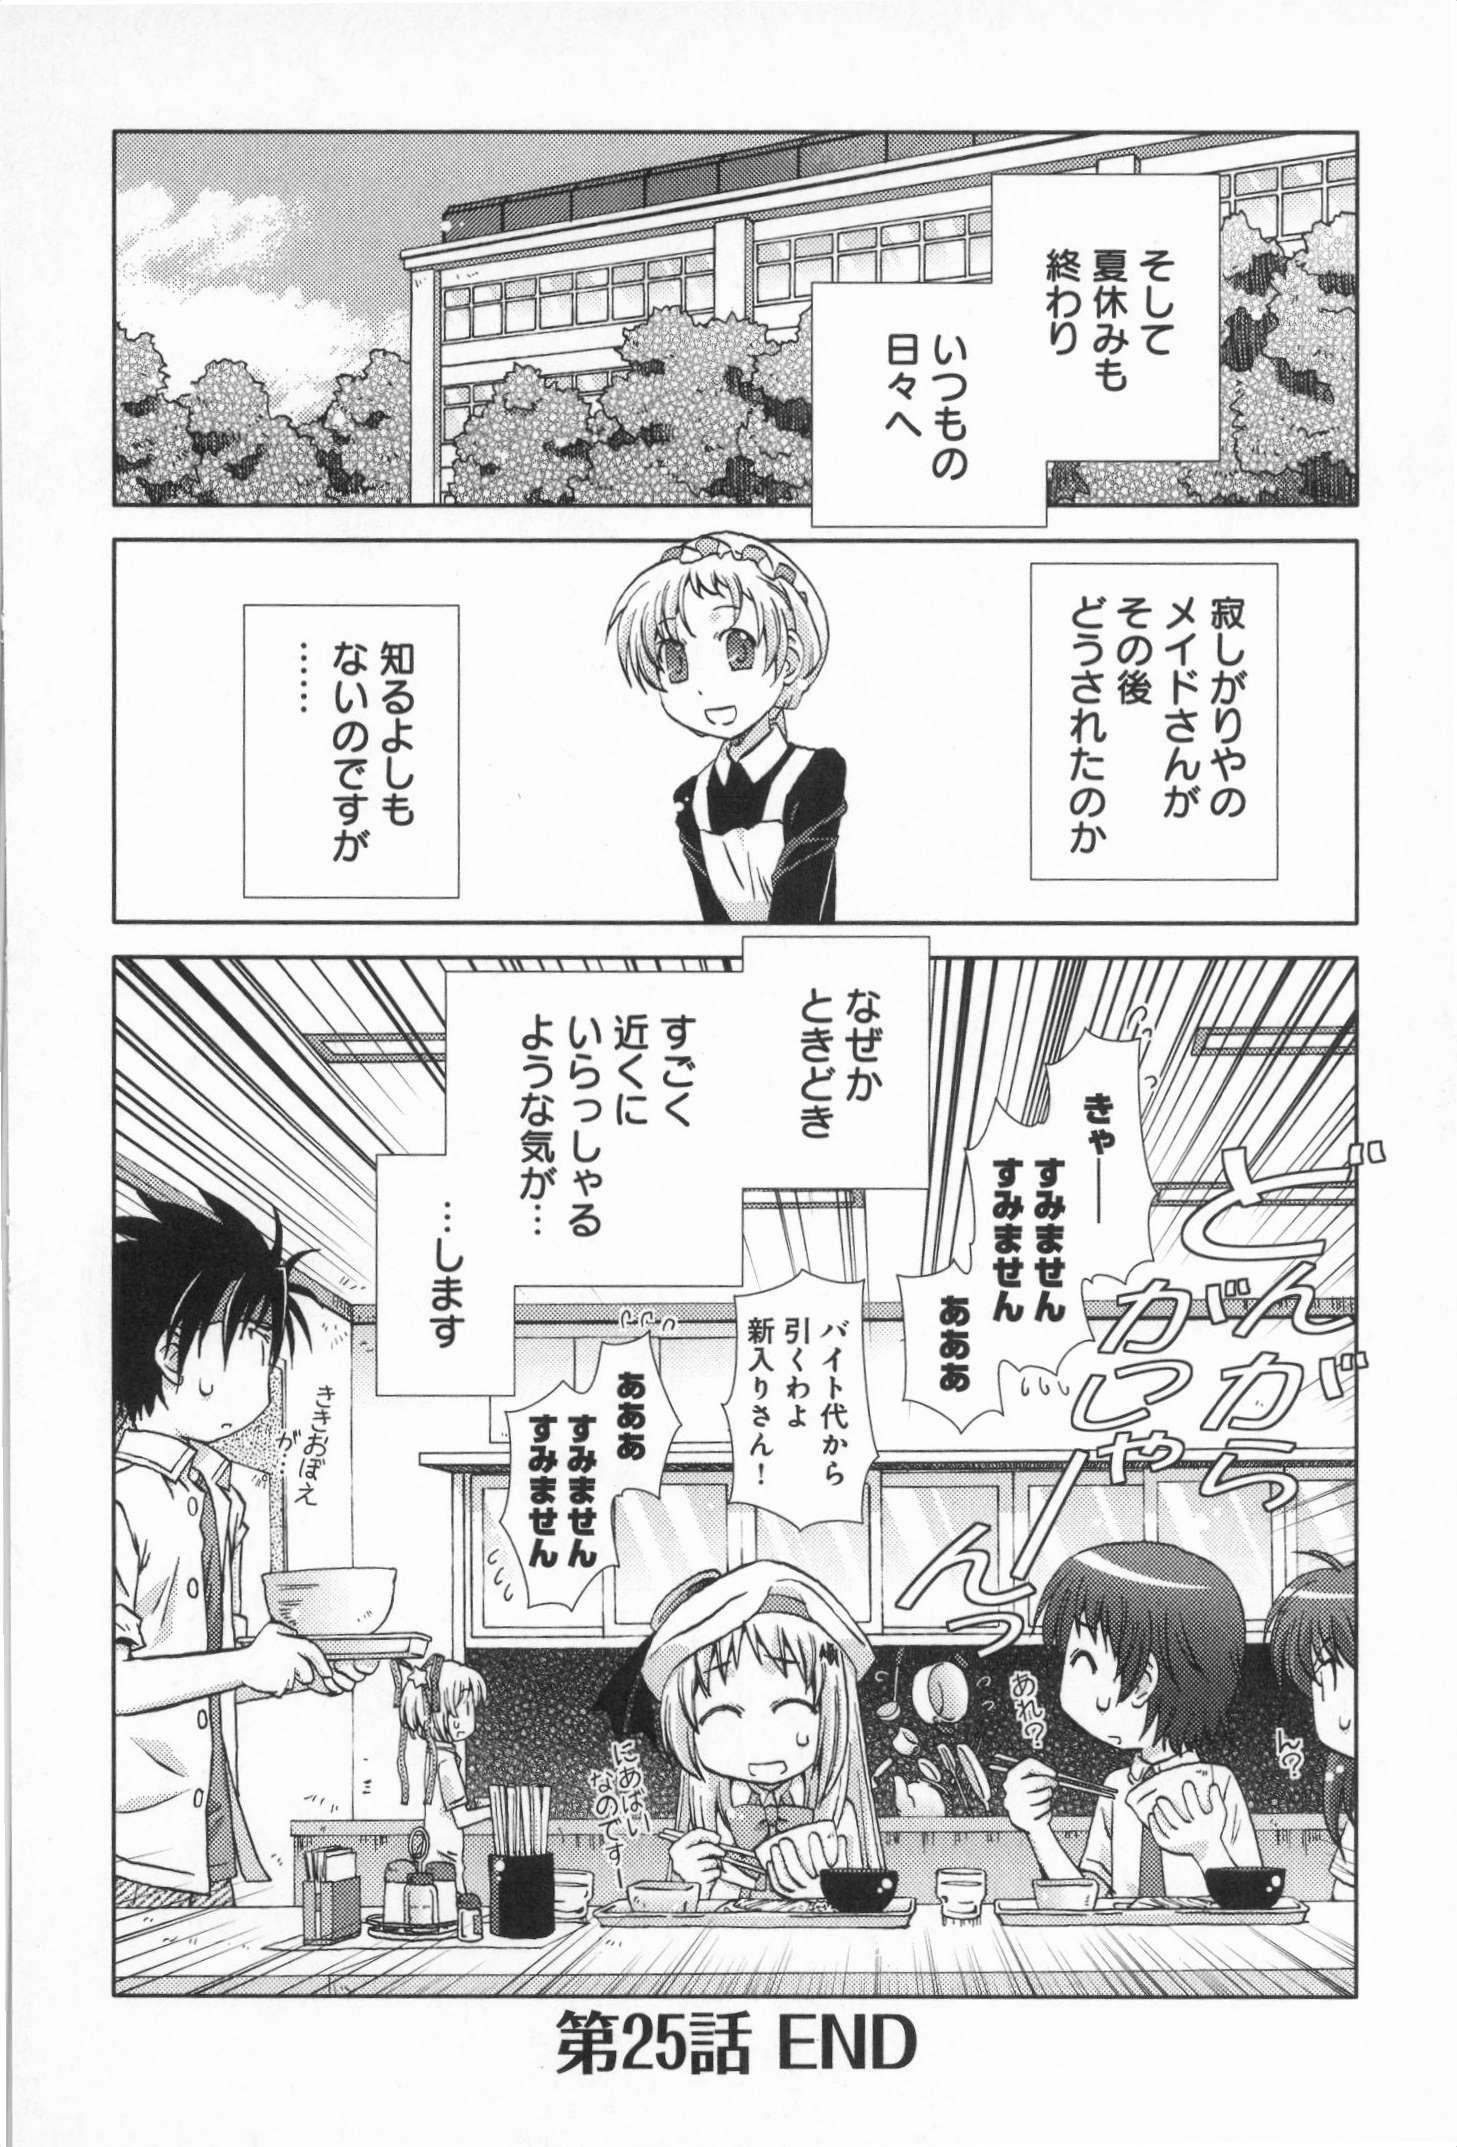 そして
夏休みも
終わり
いつもの
日々へ
寂しがりやの
メイドさんが
その後
どうされたのか
知るよしも
ないのですが
……
なぜか
ときどき
すごく
近くに
いらっしゃる
ような気が…
…します
きゃー
すみません
すみません
あああ
どんがら
がっしゃ
ーんっ
バイト代から
引くわよ
新入りさん!
あああ
すみません
すみません
ききおぼえ
が…
にあはい
なのですー
あれ?
ん?
第25話 END